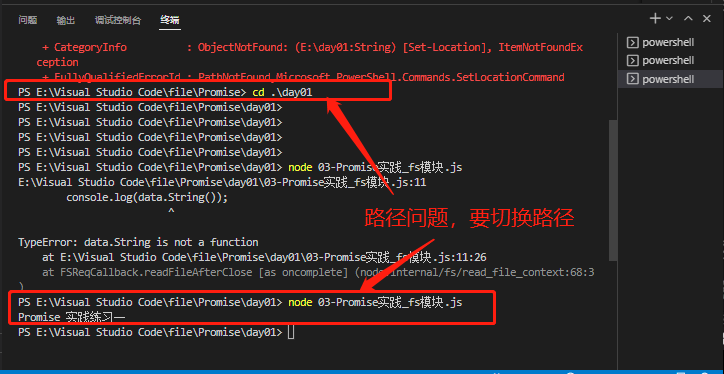 问题 输出 调试控制台 终端
powershell
powershell
powershell
+ CategoryInfo : ObjectNotFound: (E:\day01:String) [Set-Location], ItemNotFoundEx
ception
+ FullyQualifiedErrorId : PathNotFound,Microsoft.PowerShell.Commands.SetLocationCommand
PS E:\Visual Studio Code\file\Promise> cd .\day01
PS E:\Visual Studio Code\file\Promise\day01>
PS E:\Visual Studio Code\file\Promise\day01>
PS E:\Visual Studio Code\file\Promise\day01>
PS E:\Visual Studio Code\file\Promise\day01>
PS E:\Visual Studio Code\file\Promise\day01> node 03-Promise实践_fs模块.js
E:\Visual Studio Code\file\Promise\day01\03-Promise实践_fs模块.js:11
console.log(data.String());
^
路径问题，要切换路径
TypeError: data.String is not a function
at E:\Visual Studio Code\file\Promise\day01\03-Promise实践_fs模块.js:11:26
at FSReqCallback.readFileAfterClose [as oncomplete] (node:internal/fs/read_file_context:68:3
)
PS E:\Visual Studio Code\file\Promise\day01> node 03-Promise实践_fs模块.js
Promise 实践练习一
PS E:\Visual Studio Code\file\Promise\day01>